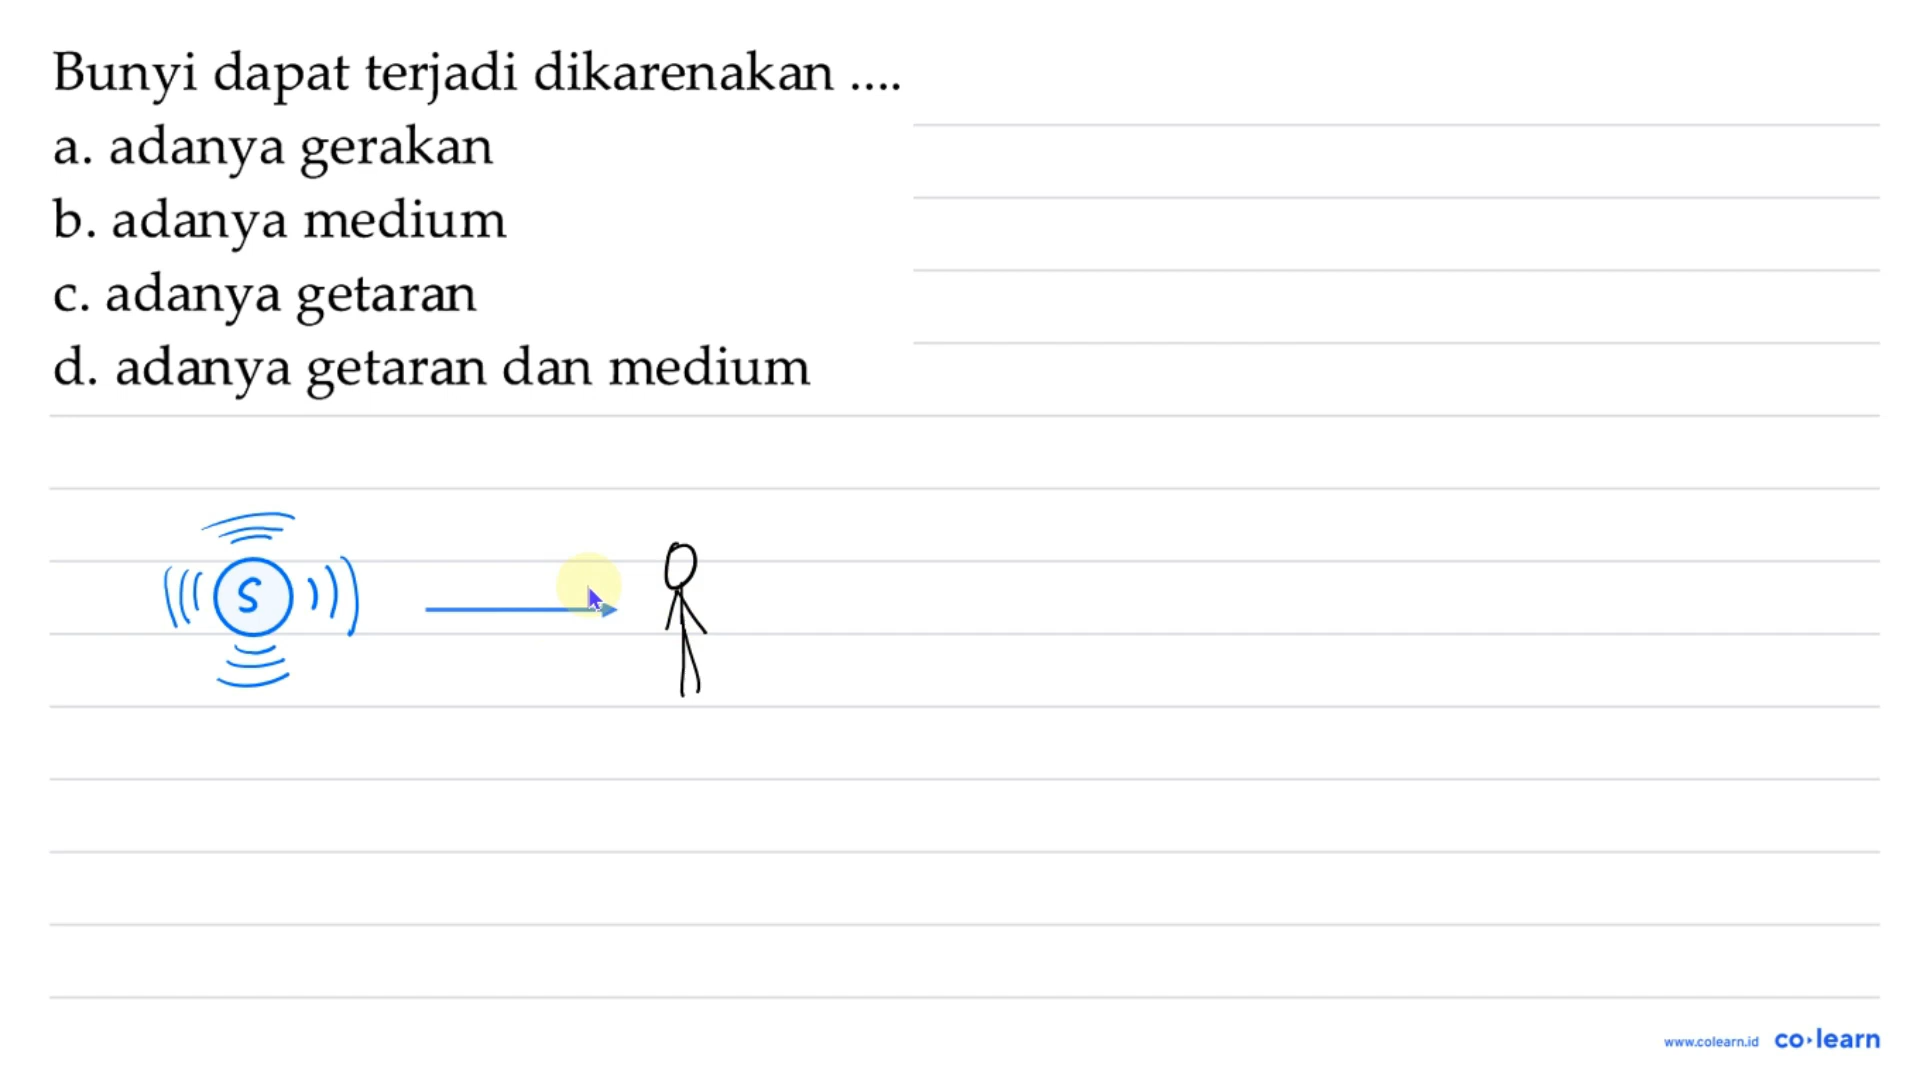 Bunyi dapat terjadi dikarenakan ....
a. adanya gerakan
b. adanya medium
c. adanya getaran
d. adanya getaran dan medium
S
www.colearn.id co‣learn